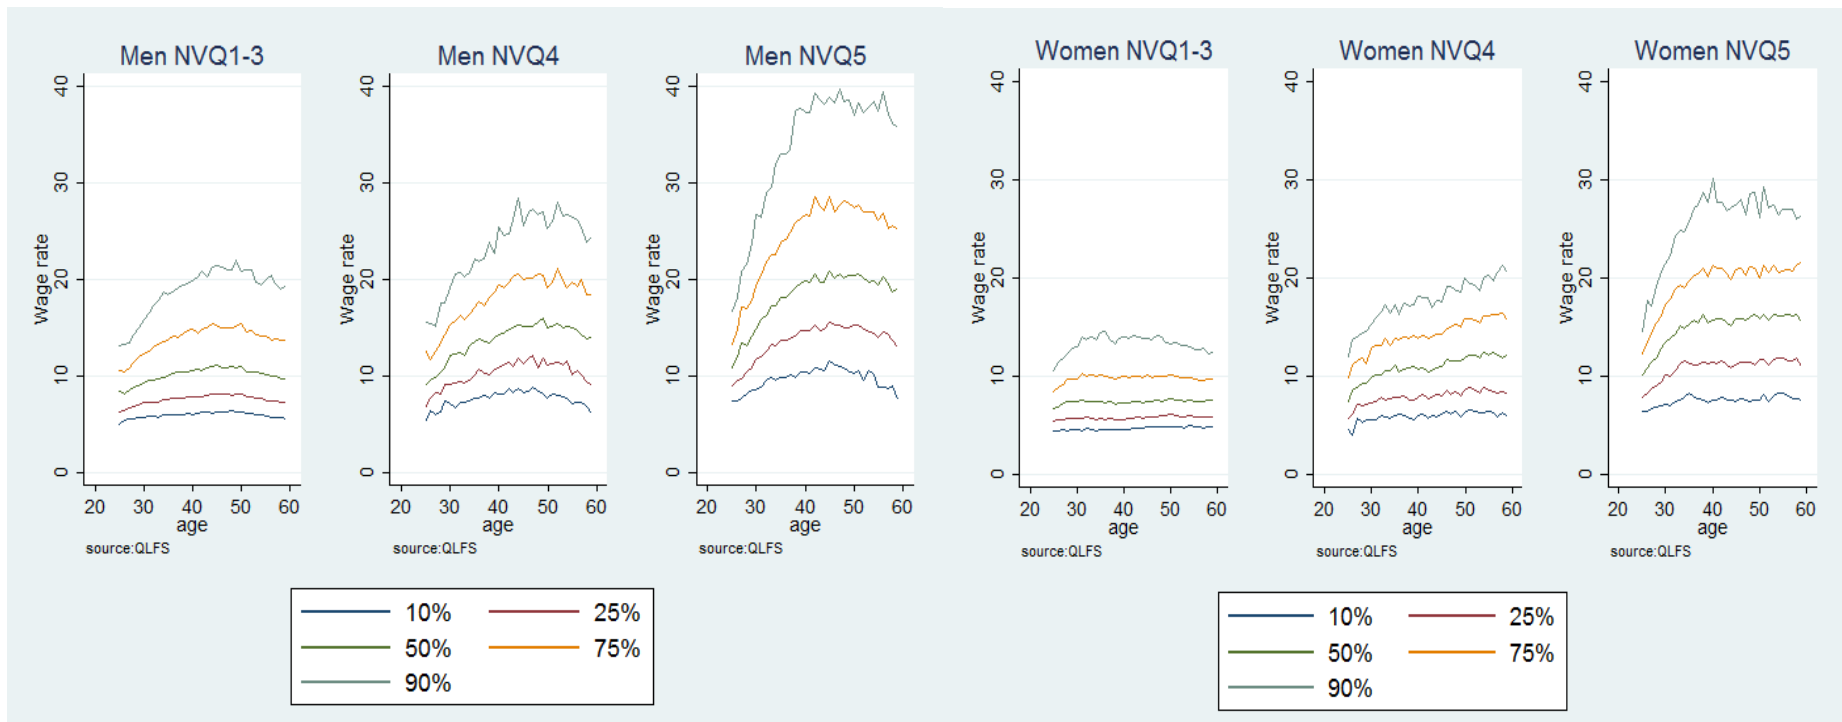 Men NVQ1-3
Wage rate
0 10 20 30 40
20 30 40 50 60
age
source:QLFS
Men NVQ4
Wage rate
0 10 20 30 40
20 30 40 50 60
age
source:QLFS
Men NVQ5
Wage rate
0 10 20 30 40
20 30 40 50 60
age
source:QLFS
10% 25%
50% 75%
90%
Women NVQ1-3
Wage rate
0 10 20 30 40
20 30 40 50 60
age
source:QLFS
Women NVQ4
Wage rate
0 10 20 30 40
20 30 40 50 60
age
source:QLFS
Women NVQ5
Wage rate
0 10 20 30 40
20 30 40 50 60
age
source:QLFS
10% 25%
50% 75%
90%